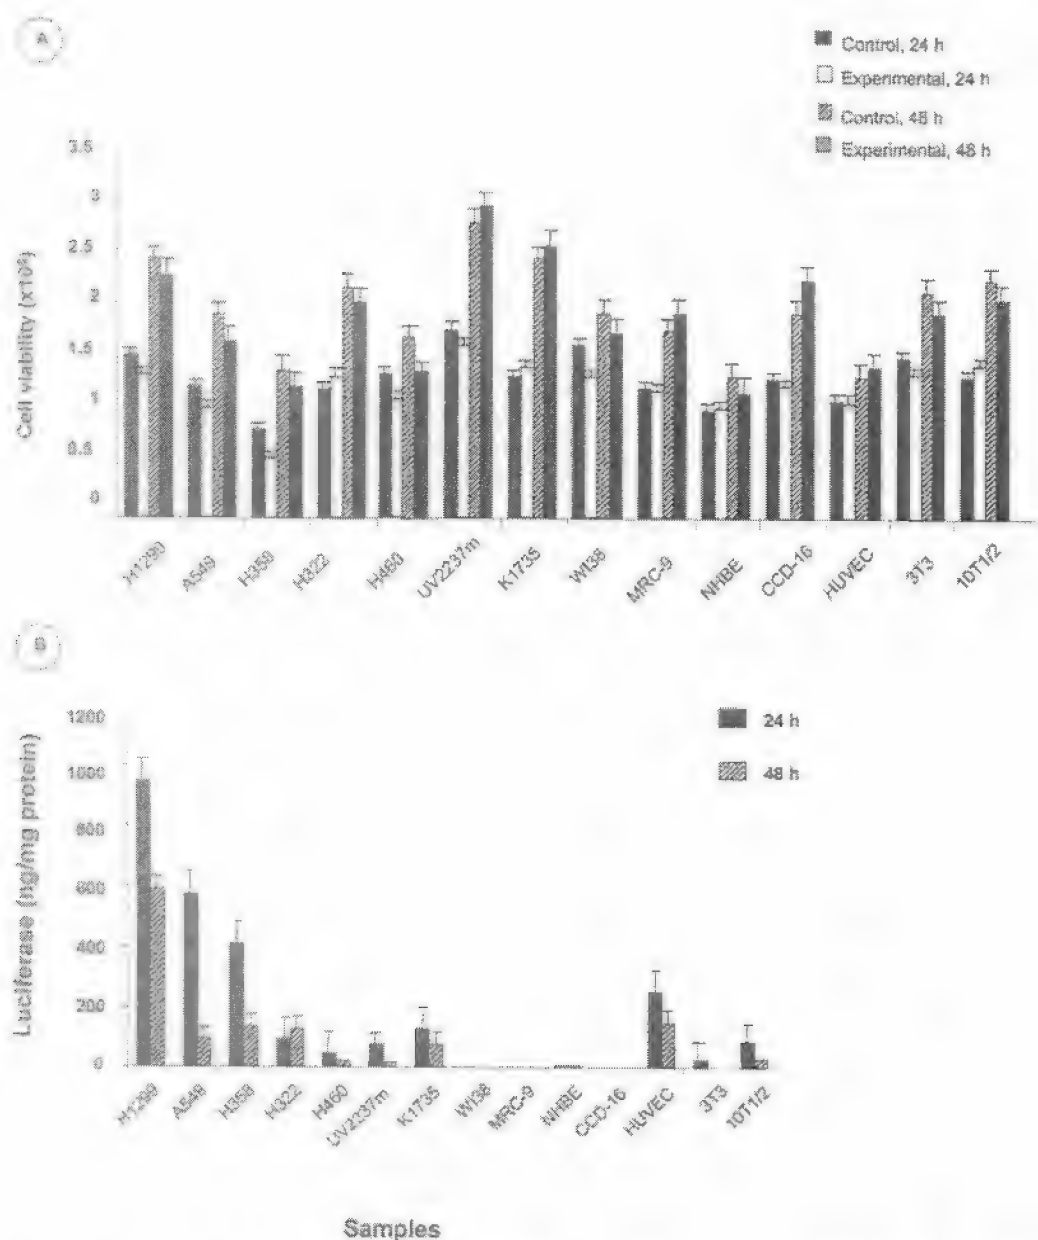 A
Control, 24 h
Experimental, 24 h
Control, 48 h
Experimental, 48 h
3.5
3
2.5
2
1.5
1
0.5
0
Cell viability (x10⁵)
H1290 A549 H358 H322 H460 UV2237m K1735 WI38 MRC-9 NHBE CCD-16 HUVEC 3T3 10T1/2
B
24 h
48 h
1200
1000
800
600
400
200
0
Luciferase (ng/mg protein)
H1299 A549 H358 H322 H460 UV2237m K1735 WI38 MRC-9 NHBE CCD-16 HUVEC 3T3 10T1/2
Samples